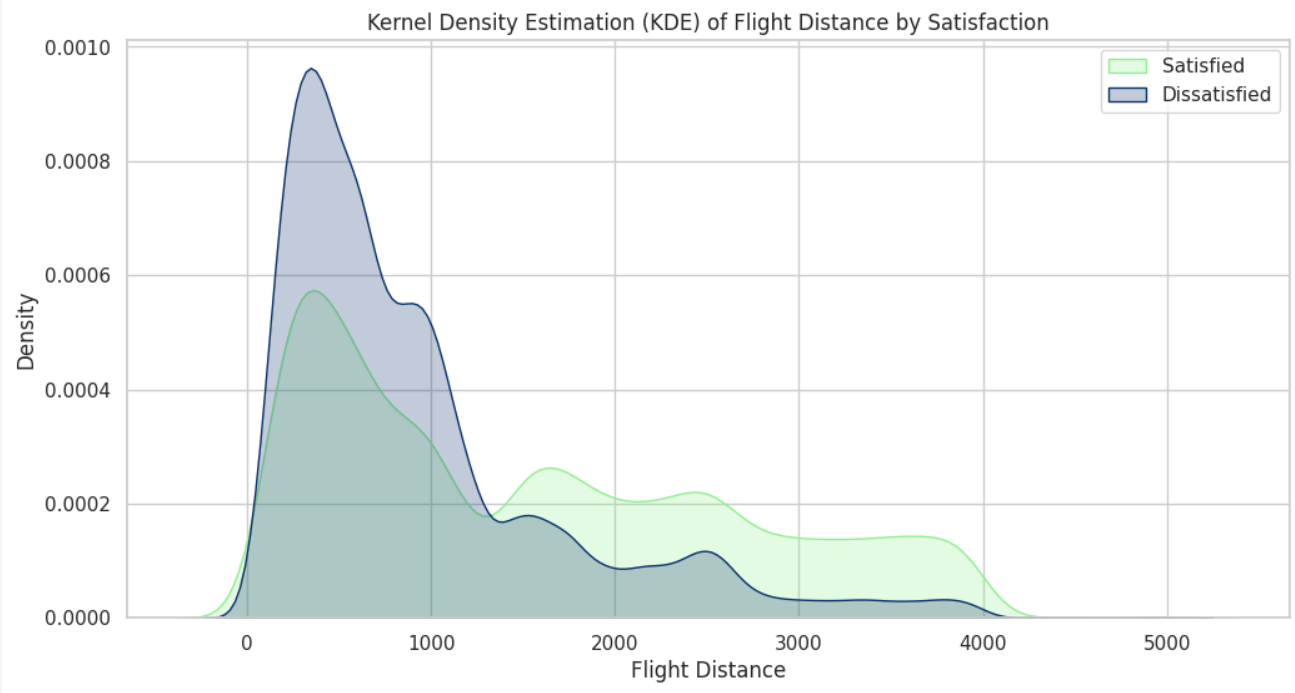 Kernel Density Estimation (KDE) of Flight Distance by Satisfaction
Satisfied
Dissatisfied
Density
0.0010
0.0008
0.0006
0.0004
0.0002
0.0000
0 1000 2000 3000 4000 5000
Flight Distance